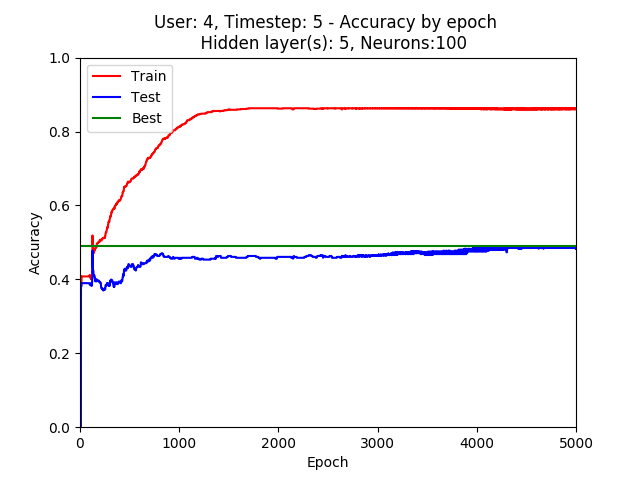 User: 4, Timestep: 5 - Accuracy by epoch
Hidden layer(s): 5, Neurons:100
Train
Test
Best
1.0
0.8
0.6
0.4
0.2
0.0
Accuracy
0 1000 2000 3000 4000 5000
Epoch